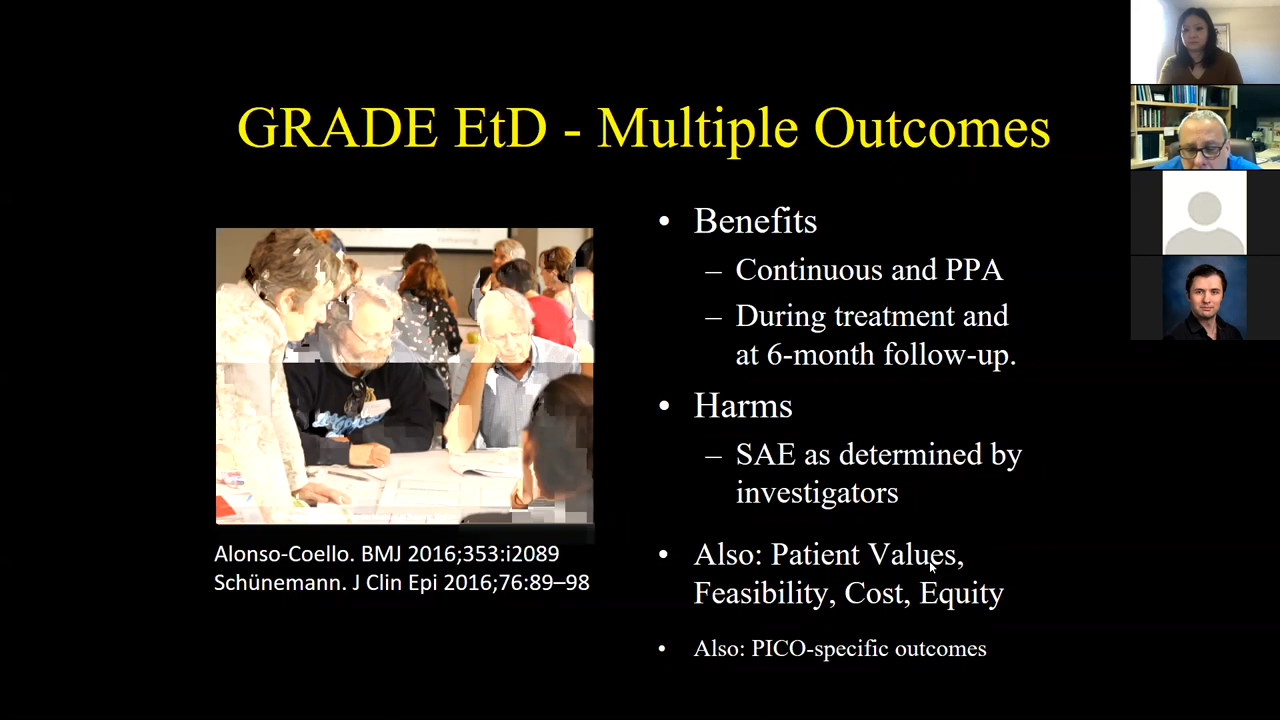 GRADE EtD - Multiple Outcomes
• Benefits
– Continuous and PPA
– During treatment and
at 6-month follow-up.
• Harms
– SAE as determined by
investigators
• Also: Patient Values,
Feasibility, Cost, Equity
• Also: PICO-specific outcomes
Alonso-Coello. BMJ 2016;353:i2089
Schünemann. J Clin Epi 2016;76:89–98